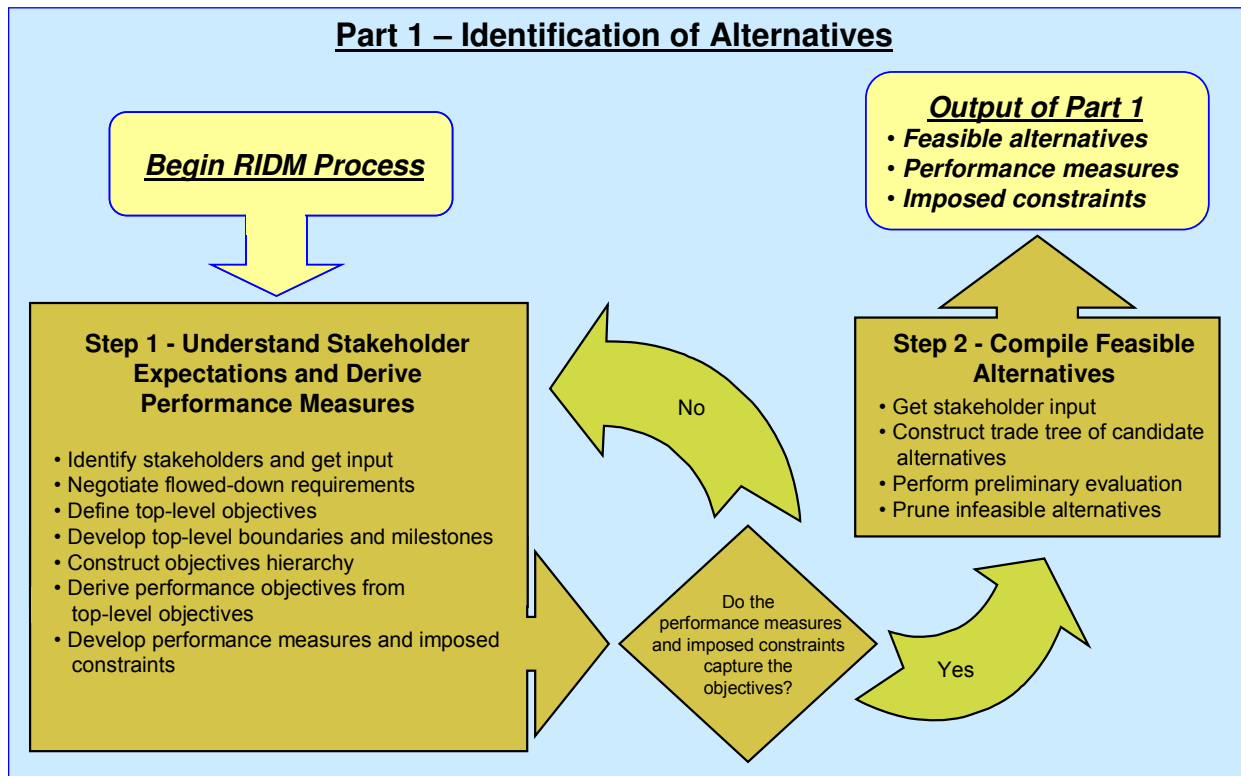 Part 1 – Identification of Alternatives
Begin RIDM Process
Output of Part 1
• Feasible alternatives
• Performance measures
• Imposed constraints
Step 1 - Understand Stakeholder
Expectations and Derive
Performance Measures
• Identify stakeholders and get input
• Negotiate flowed-down requirements
• Define top-level objectives
• Develop top-level boundaries and milestones
• Construct objectives hierarchy
• Derive performance objectives from
top-level objectives
• Develop performance measures and imposed
constraints
No
Do the
performance measures
and imposed constraints
capture the
objectives?
Yes
Step 2 - Compile Feasible
Alternatives
• Get stakeholder input
• Construct trade tree of candidate
alternatives
• Perform preliminary evaluation
• Prune infeasible alternatives